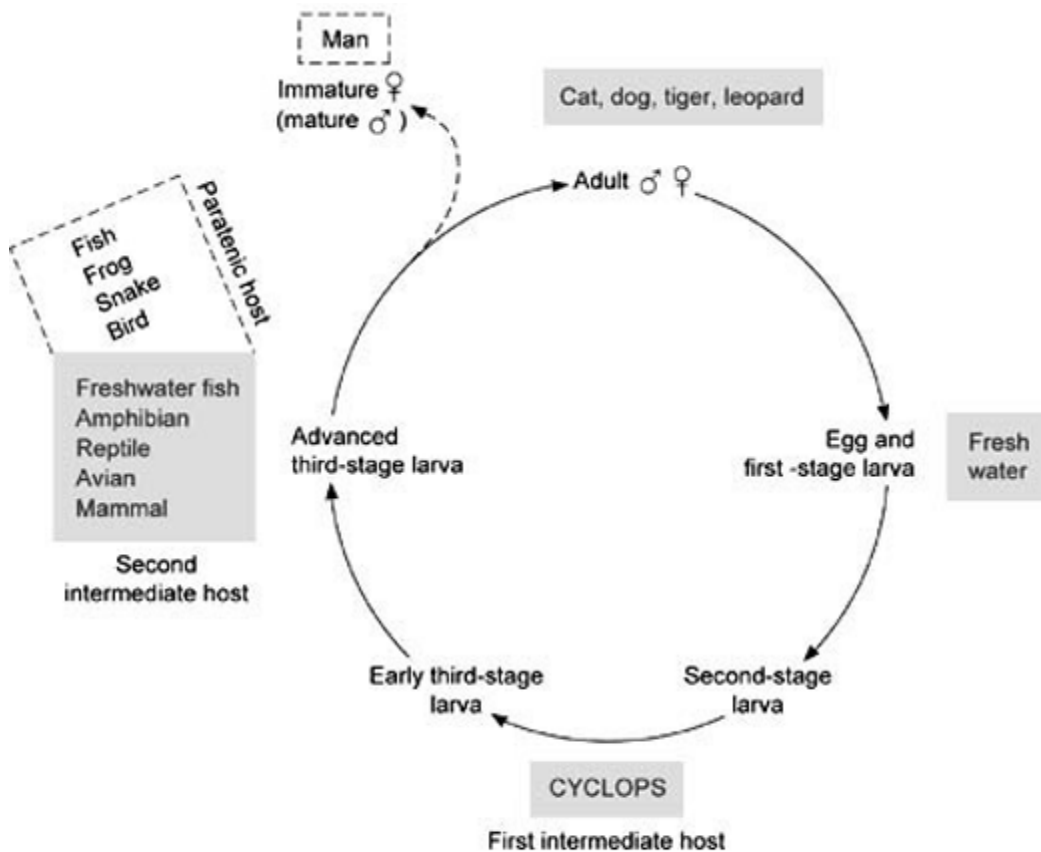 Man
Immature ♀
(mature ♂ )
Cat, dog, tiger, leopard
Adult ♂ ♀
Paratenic host
Fish
Frog
Snake
Bird
Freshwater fish
Amphibian
Reptile
Avian
Mammal
Second
intermediate host
Advanced
third-stage larva
Egg and
first -stage larva
Fresh
water
Early third-stage
larva
Second-stage
larva
CYCLOPS
First intermediate host